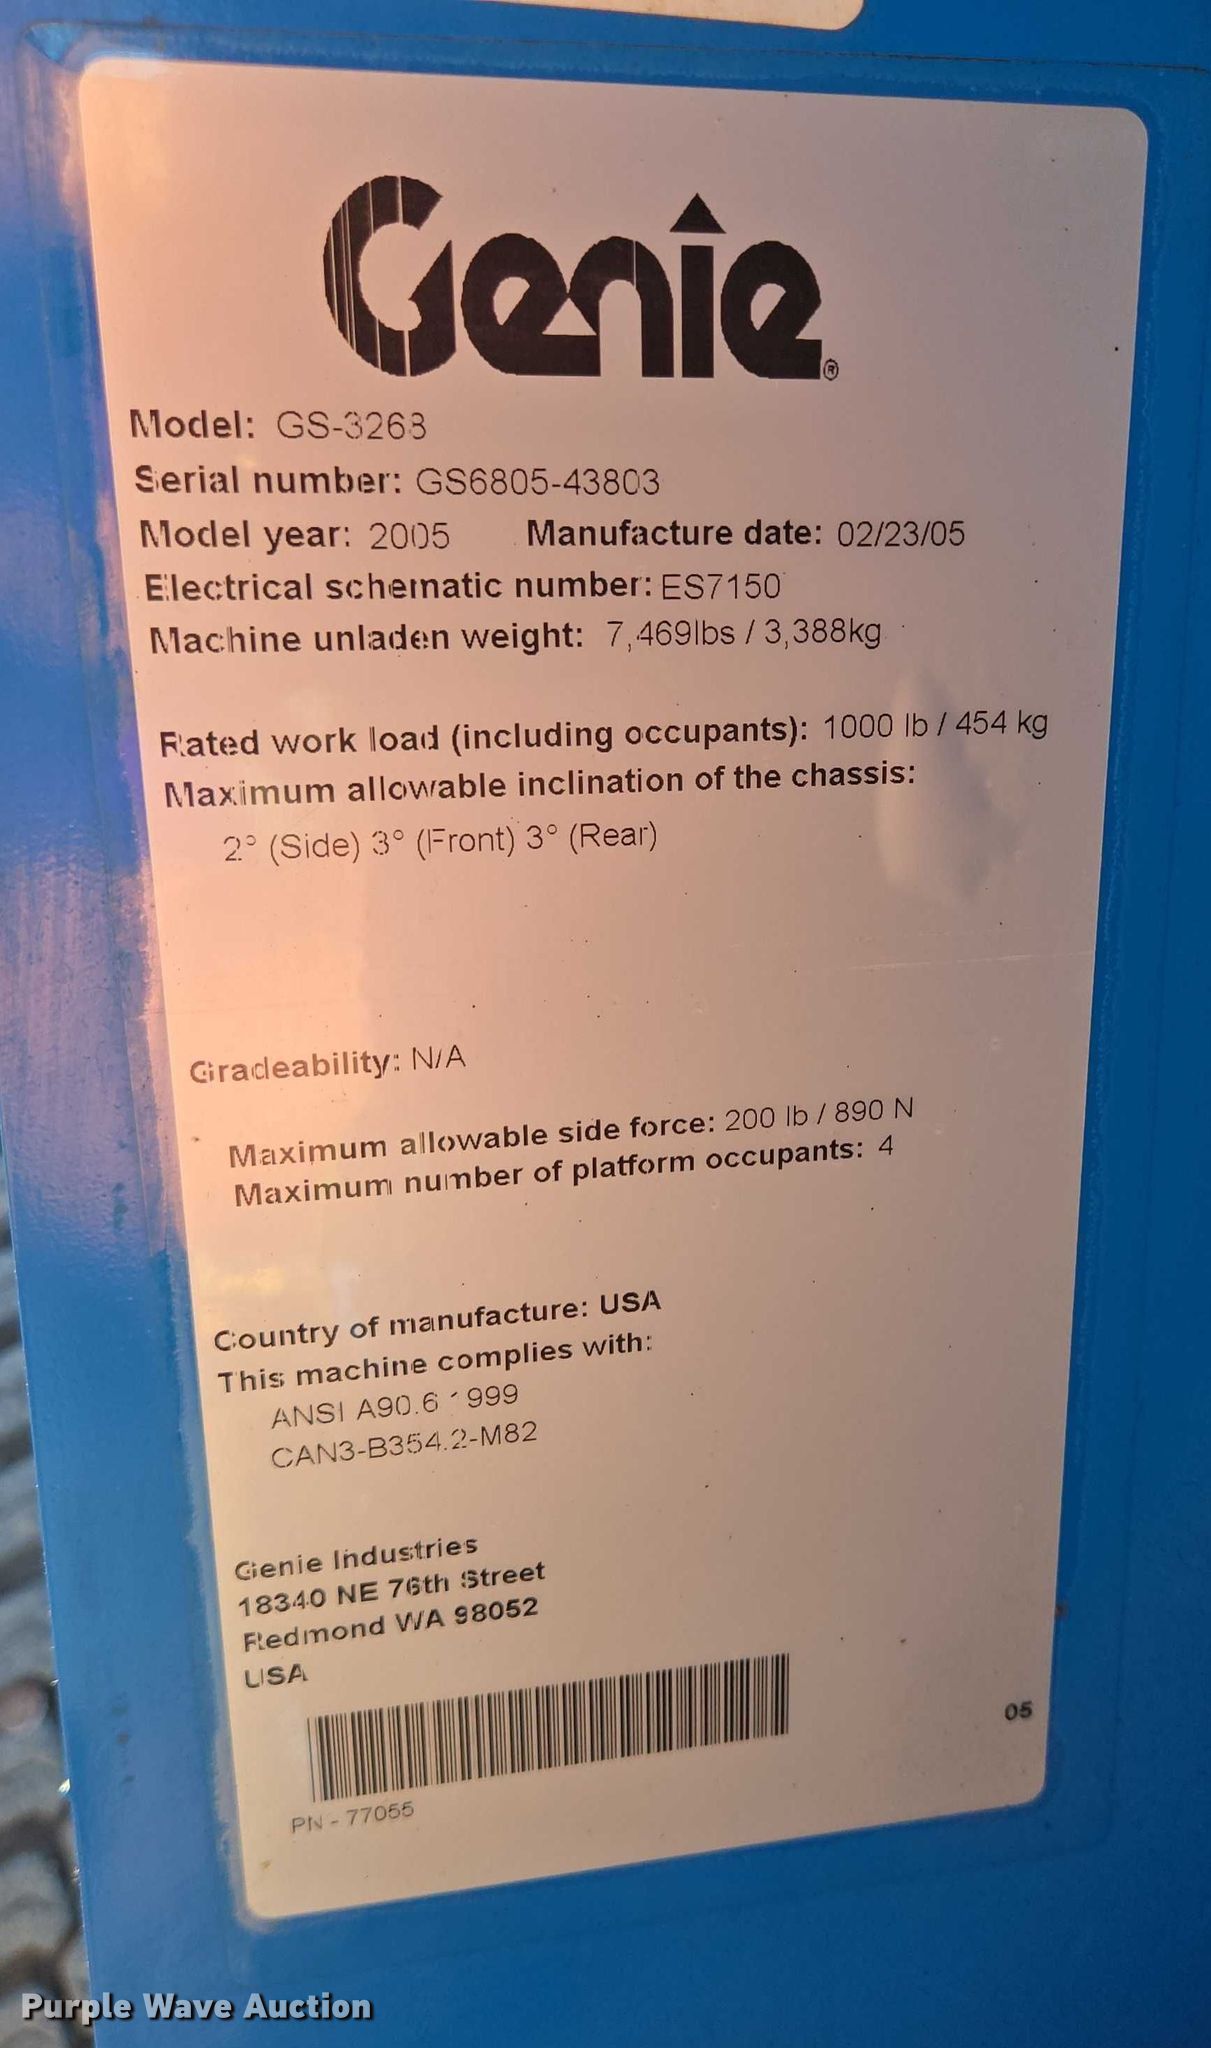 Genie®
Model: GS-3268
Serial number: GS6805-43803
Model year: 2005 Manufacture date: 02/23/05
Electrical schematic number: ES7150
Machine unladen weight: 7,469lbs / 3,388kg
Rated work load (including occupants): 1000 lb / 454 kg
Maximum allowable inclination of the chassis:
2° (Side) 3° (Front) 3° (Rear)
Gradeability: N/A
Maximum allowable side force: 200 lb / 890 N
Maximum number of platform occupants: 4
Country of manufacture: USA
This machine complies with:
ANSI A90.6 1999
CAN3-B354.2-M82
Genie Industries
18340 NE 76th Street
Redmond WA 98052
USA
05
PN - 77055
Purple Wave Auction